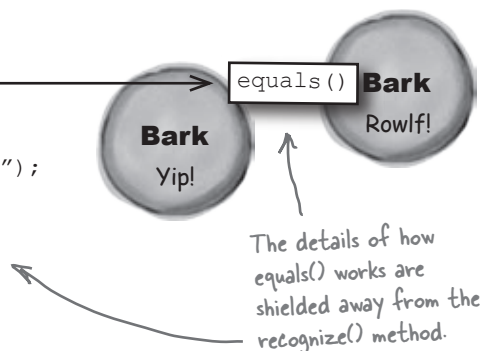 equals()
Bark
Rowlf!
Bark
Yip!
");
The details of how
equals() works are
shielded away from the
recognize() method.